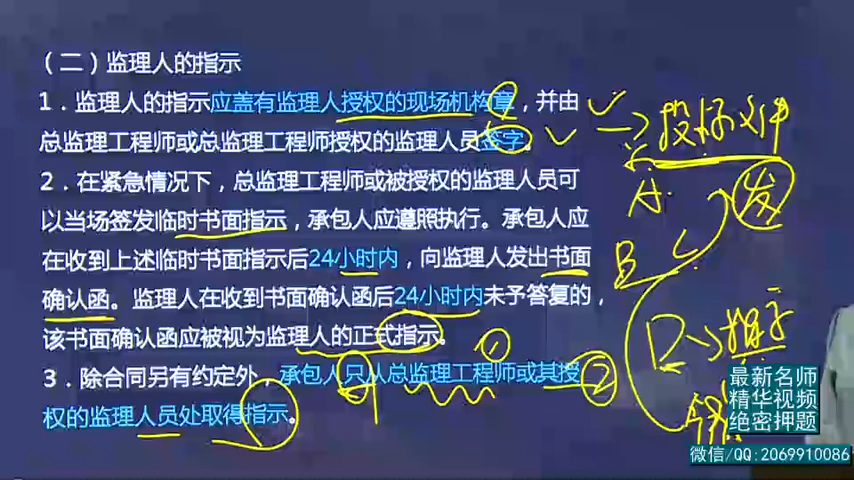 （二）监理人的指示
1．监理人的指示应盖有监理人授权的现场机构章，并由
总监理工程师或总监理工程师授权的监理人员签字。
2．在紧急情况下，总监理工程师或被授权的监理人员可
以当场签发临时书面指示，承包人应遵照执行。承包人应
在收到上述临时书面指示后24小时内，向监理人发出书面
确认函。监理人在收到书面确认函后24小时内未予答复的，
该书面确认函应被视为监理人的正式指示。
3．除合同另有约定外，承包人只从总监理工程师或其授
权的监理人员处取得指示。
投标文件
A
发
B
①
②
最新名师
精华视频
绝密押题
微信/QQ:2069910086